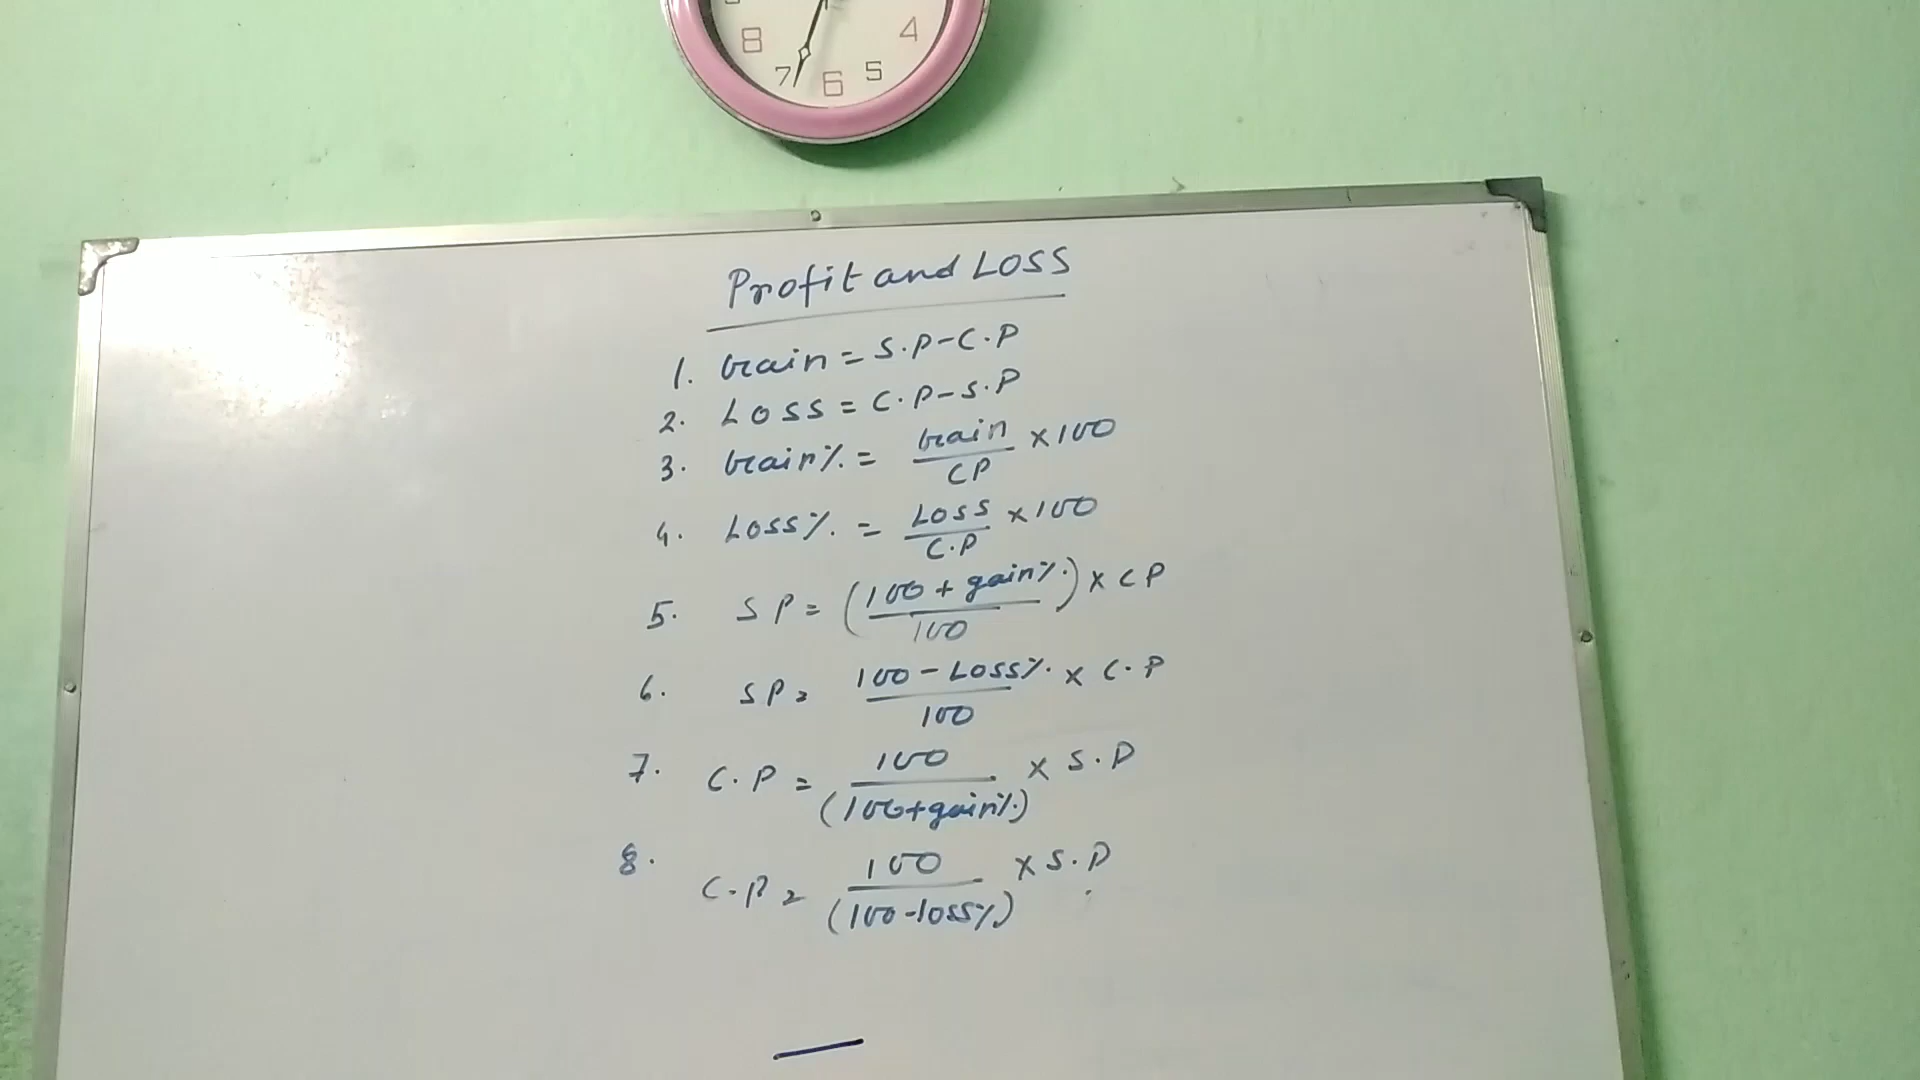 8
4
7
6
5
Profit and Loss
1. Gain = S.P-C.P
2. Loss = C.P-S.P
3. Gain% = Gain/CP ×100
4. Loss% = Loss/C.P ×100
5. SP = (100 + gain%/100) × CP
6. SP = 100 - Loss%/100 × C.P
7. C.P = 100/(100+gain%) × S.P
8. C.P = 100/(100-loss%) × S.P